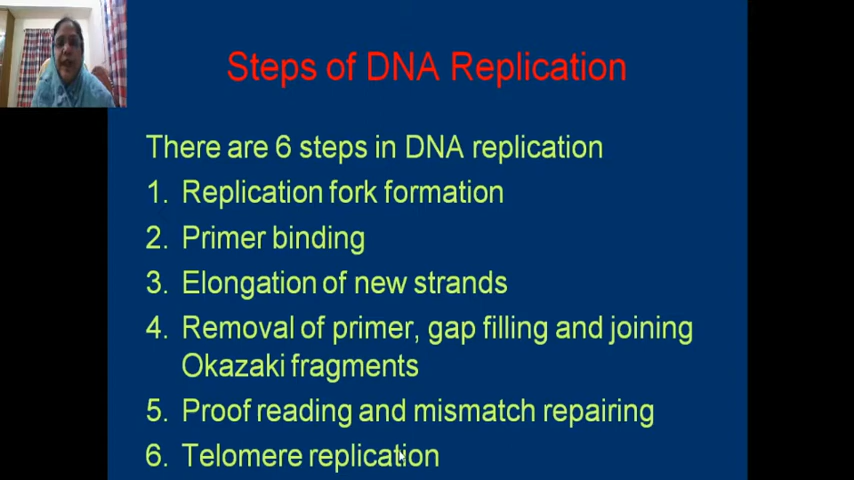 Steps of DNA Replication
There are 6 steps in DNA replication
1. Replication fork formation
2. Primer binding
3. Elongation of new strands
4. Removal of primer, gap filling and joining
Okazaki fragments
5. Proof reading and mismatch repairing
6. Telomere replication